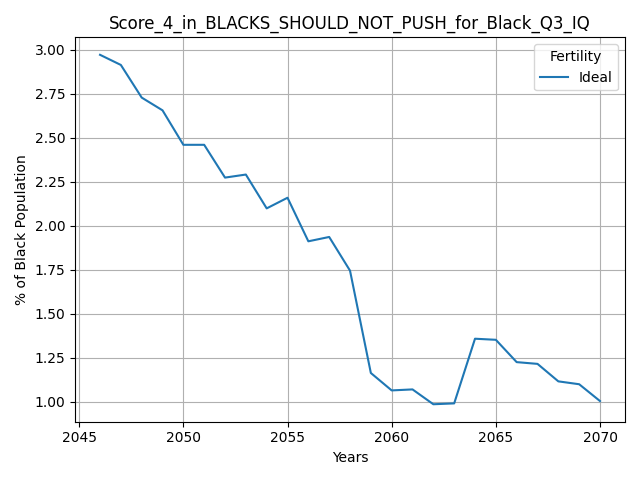 Score_4_in_BLACKS_SHOULD_NOT_PUSH_for_Black_Q3_IQ
Fertility
Ideal
3.00
2.75
2.50
2.25
2.00
1.75
1.50
1.25
1.00
% of Black Population
2045 2050 2055 2060 2065 2070
Years